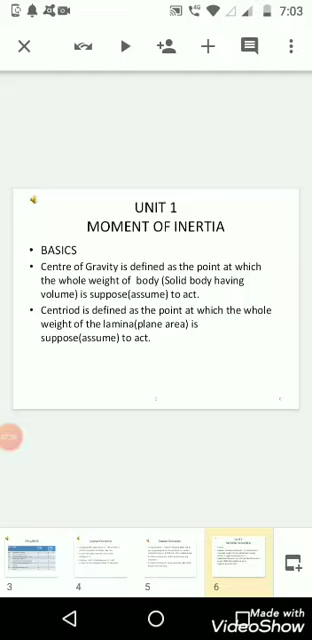 4G
7:03
UNIT 1
MOMENT OF INERTIA
• BASICS
• Centre of Gravity is defined as the point at which
the whole weight of body (Solid body having
volume) is suppose(assume) to act.
• Centriod is defined as the point at which the whole
weight of the lamina(plane area) is
suppose(assume) to act.
3
4
5
6
Made with
VideoShow